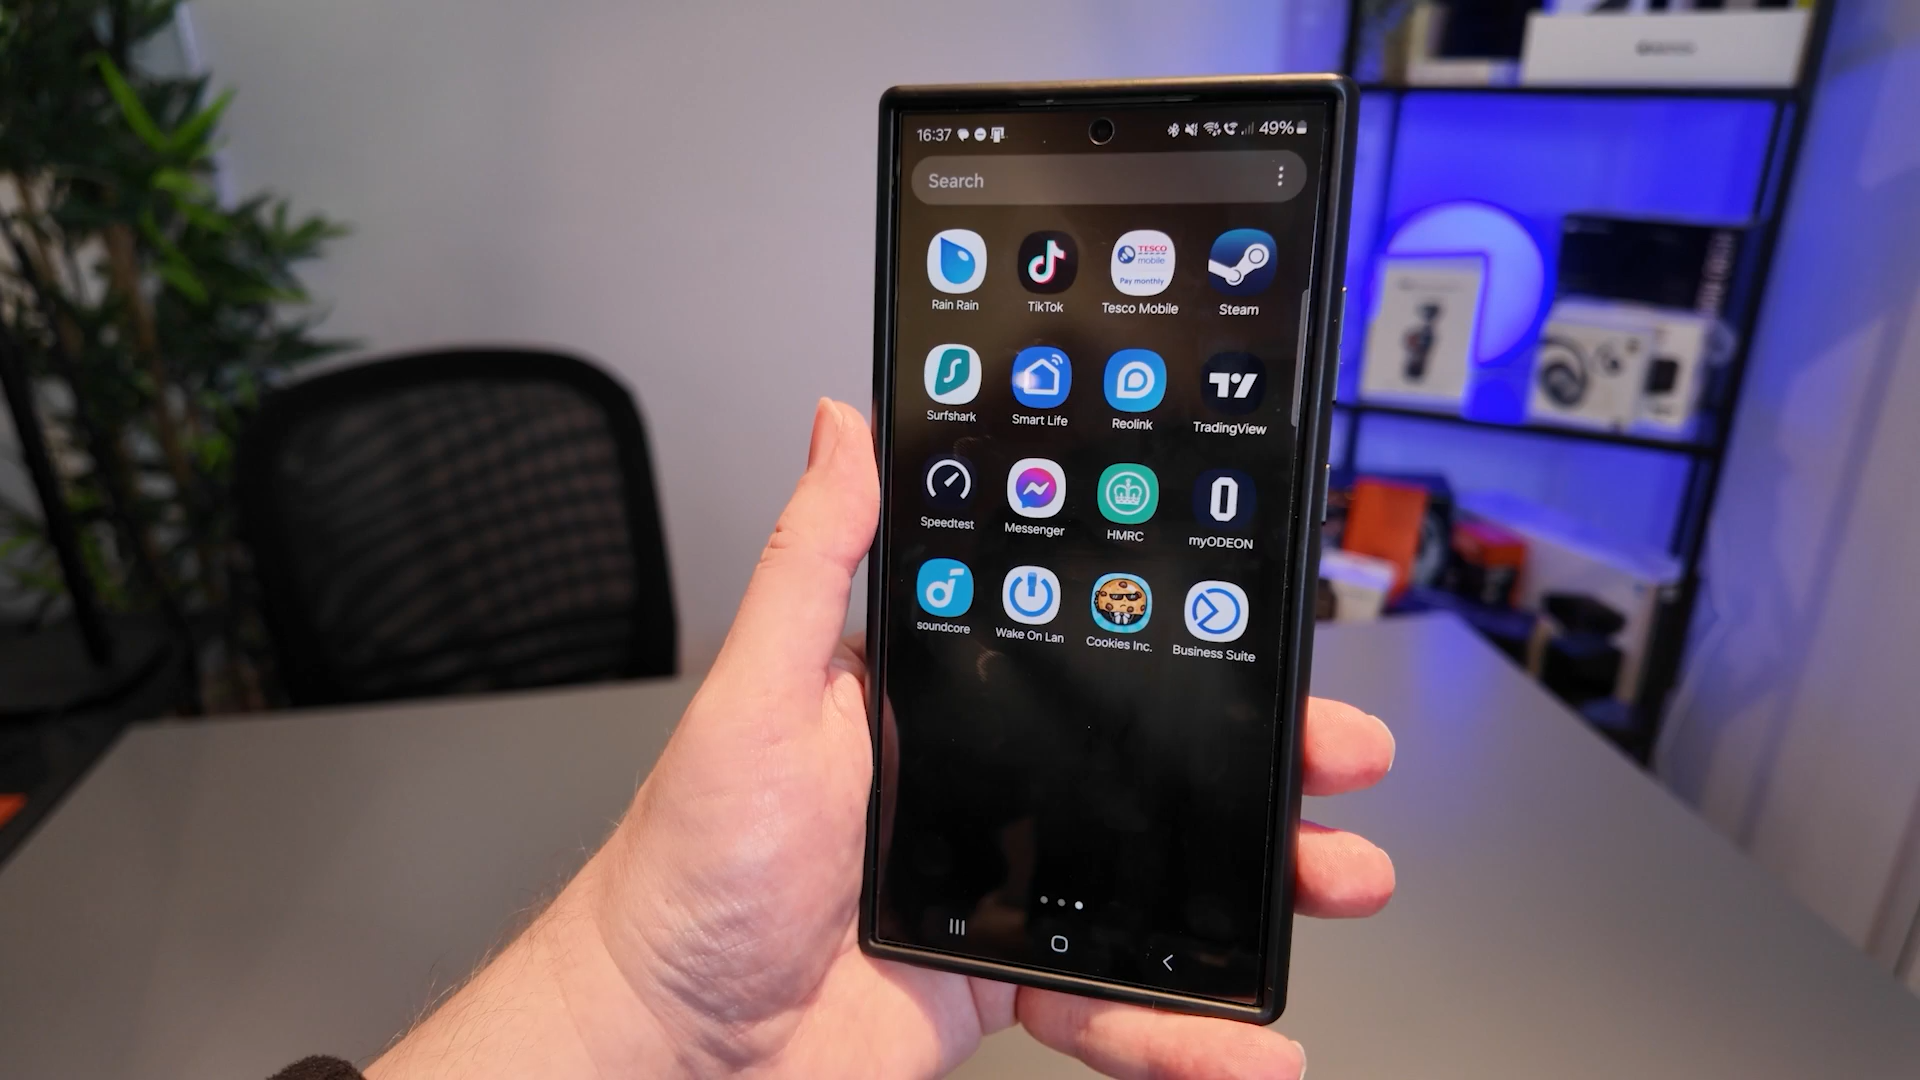 16:37
49%
Search
TESCO
mobile
Pay monthly
Rain Rain
TikTok
Tesco Mobile
Steam
Surfshark
Smart Life
Reolink
TradingView
Speedtest
Messenger
HMRC
myODEON
soundcore
Wake On Lan
Cookies Inc.
Business Suite